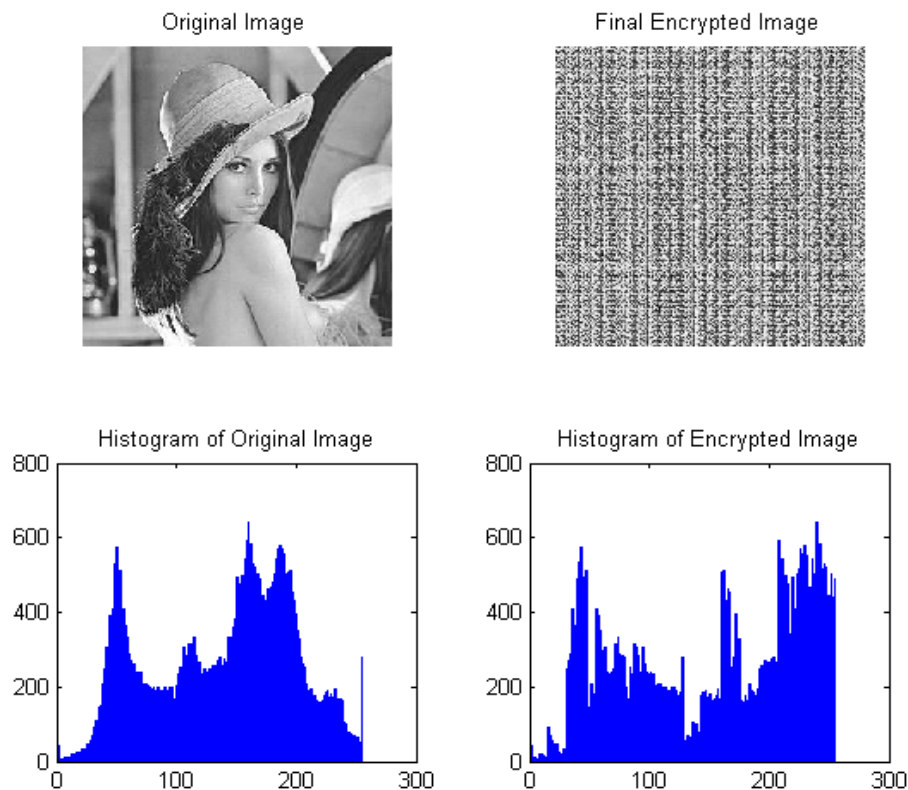 Original Image
Final Encrypted Image
Histogram of Original Image
Histogram of Encrypted Image
800
600
400
200
0
0 100 200 300
800
600
400
200
0
0 100 200 300